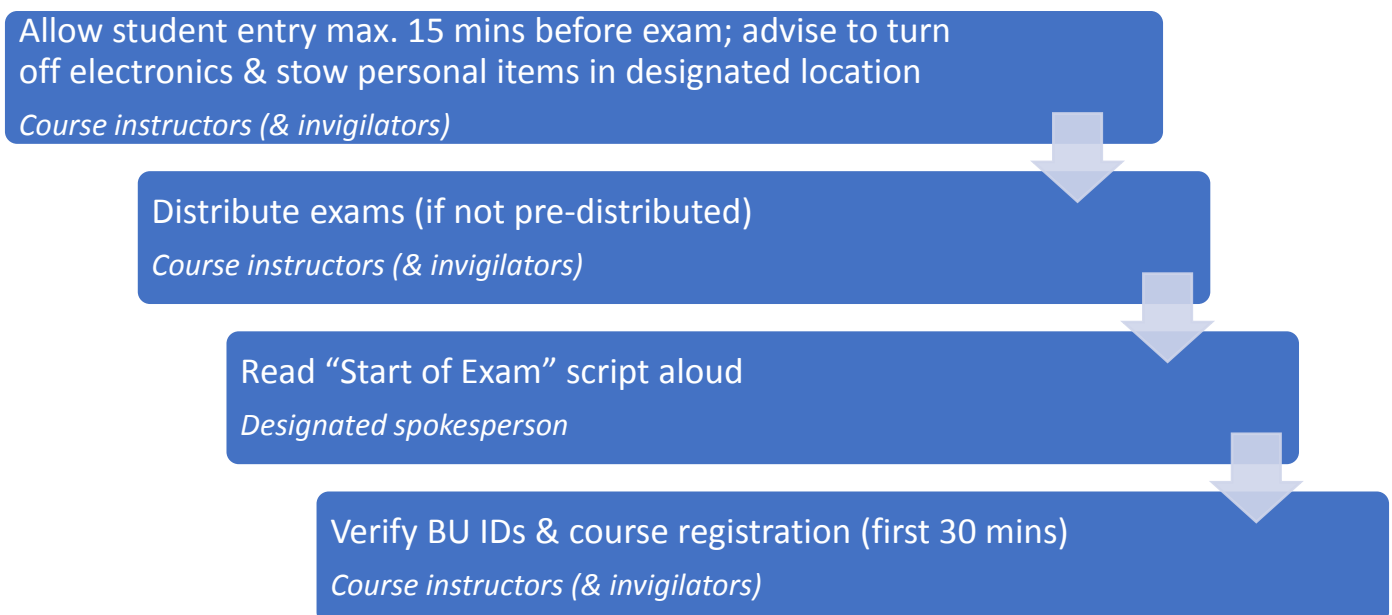 Allow student entry max. 15 mins before exam; advise to turn
off electronics & stow personal items in designated location
Course instructors (& invigilators)
Distribute exams (if not pre-distributed)
Course instructors (& invigilators)
Read “Start of Exam” script aloud
Designated spokesperson
Verify BU IDs & course registration (first 30 mins)
Course instructors (& invigilators)